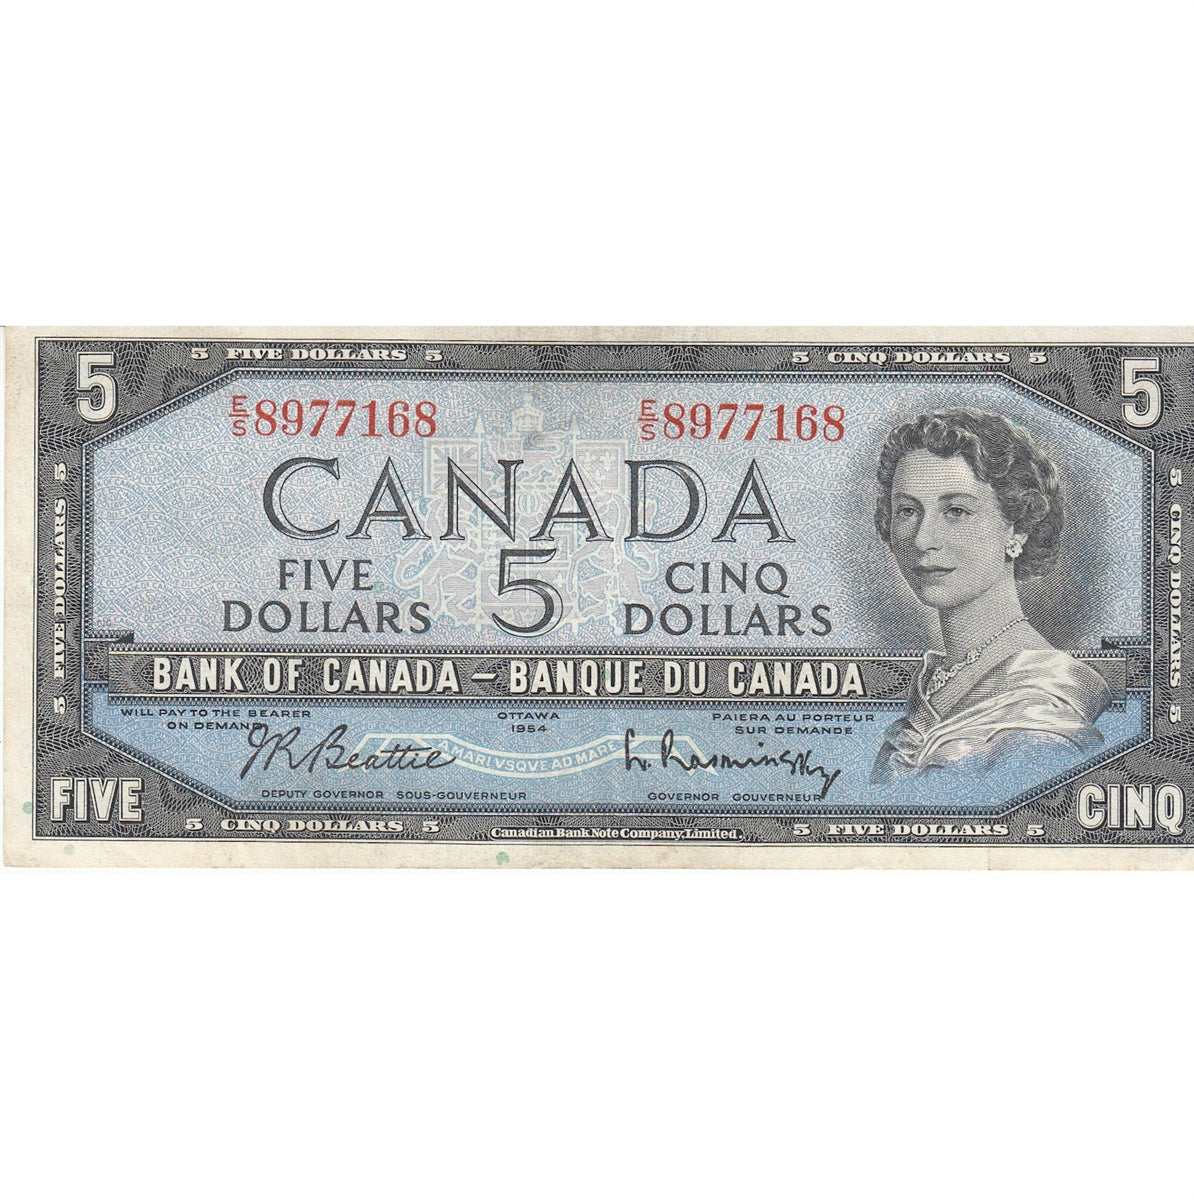 5 FIVE DOLLARS 5
5 CINQ DOLLARS 5
5
5
E/S 8977168
E/S 8977168
CANADA
FIVE DOLLARS
5
CINQ DOLLARS
5 FIVE DOLLARS 5
5 CINQ DOLLARS 5
BANK OF CANADA – BANQUE DU CANADA
WILL PAY TO THE BEARER ON DEMAND
OTTAWA 1954
PAIERA AU PORTEUR SUR DEMANDE
J R Beattie
A MARI VSQVE AD MARE
L. Rasminsky
DEPUTY GOVERNOR SOUS-GOUVERNEUR
GOVERNOR GOUVERNEUR
FIVE
CINQ
5 CINQ DOLLARS 5
Canadian Bank Note Company, Limited.
5 FIVE DOLLARS 5